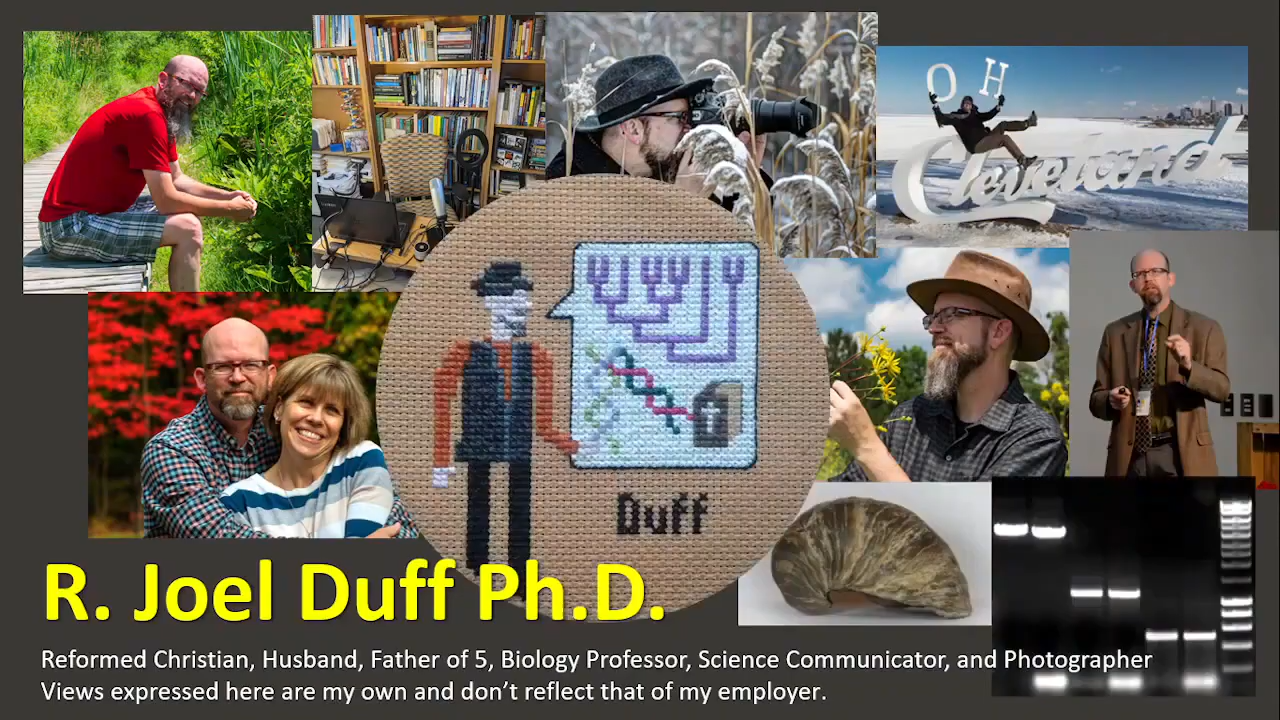 O H
Cleveland
Duff
R. Joel Duff Ph.D.
Reformed Christian, Husband, Father of 5, Biology Professor, Science Communicator, and Photographer
Views expressed here are my own and don't reflect that of my employer.